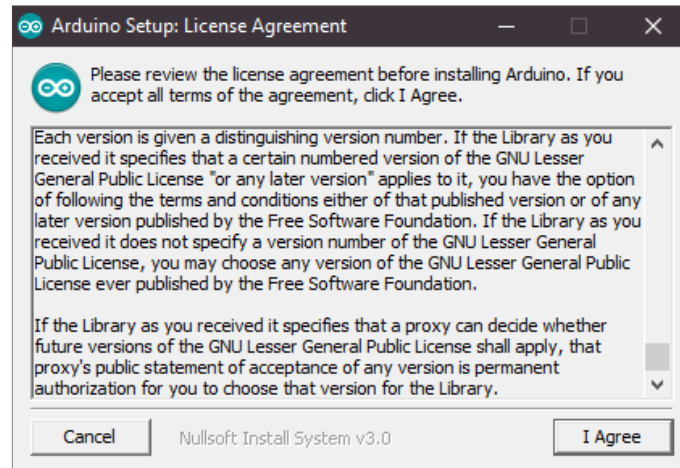 Arduino Setup: License Agreement
Please review the license agreement before installing Arduino. If you
accept all terms of the agreement, click I Agree.
Each version is given a distinguishing version number. If the Library as you
received it specifies that a certain numbered version of the GNU Lesser
General Public License "or any later version" applies to it, you have the option
of following the terms and conditions either of that published version or of any
later version published by the Free Software Foundation. If the Library as you
received it does not specify a version number of the GNU Lesser General
Public License, you may choose any version of the GNU Lesser General Public
License ever published by the Free Software Foundation.
If the Library as you received it specifies that a proxy can decide whether
future versions of the GNU Lesser General Public License shall apply, that
proxy's public statement of acceptance of any version is permanent
authorization for you to choose that version for the Library.
Cancel Nullsoft Install System v3.0 I Agree